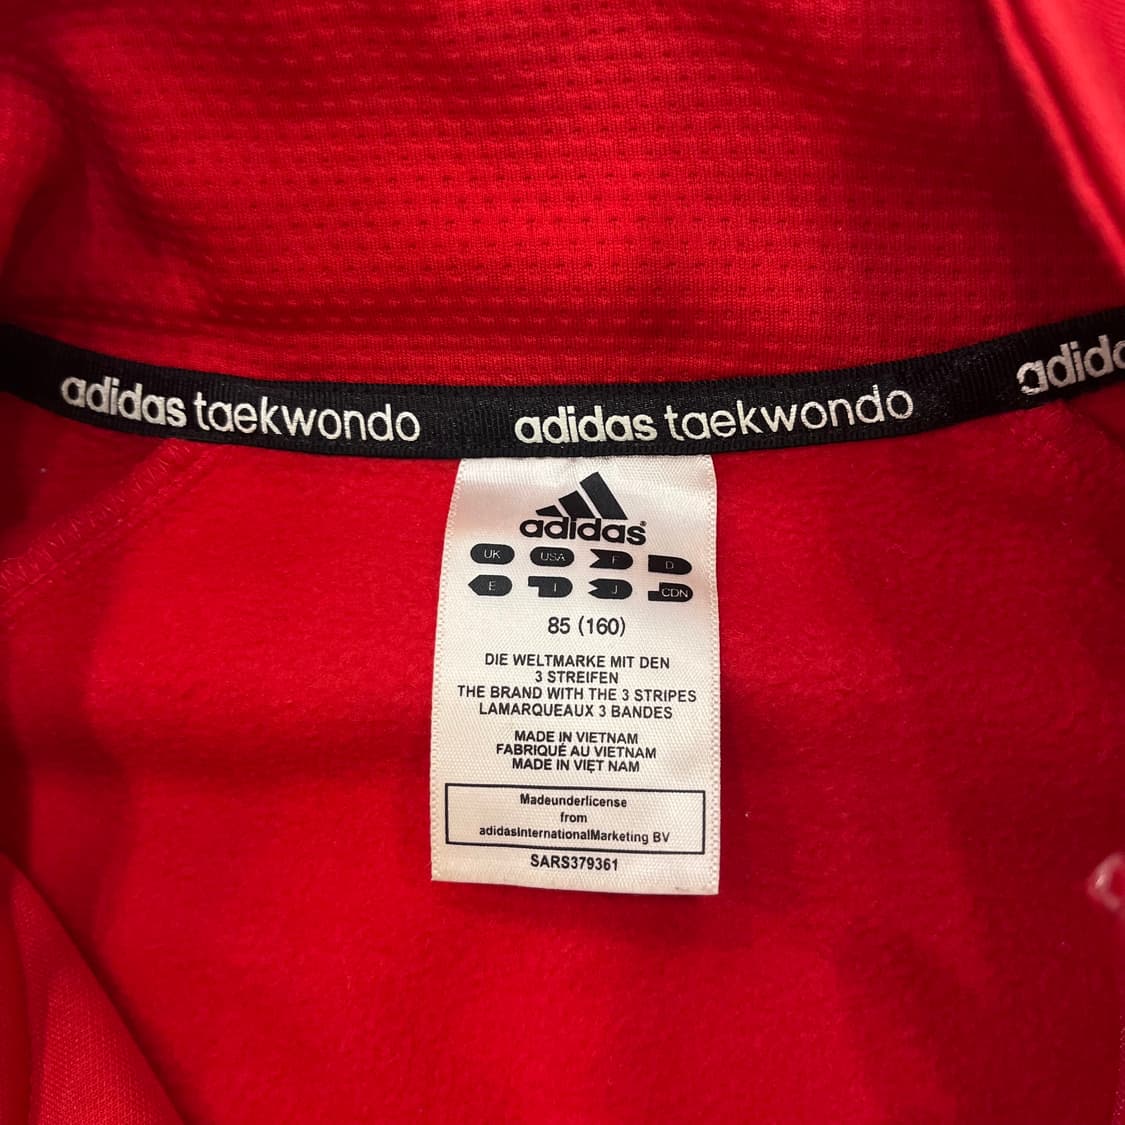 adidas taekwondo adidas taekwondo adida
adidas®
UK USA F D
E I J CDN
85 (160)
DIE WELTMARKE MIT DEN
3 STREIFEN
THE BRAND WITH THE 3 STRIPES
LAMARQUEAUX 3 BANDES
MADE IN VIETNAM
FABRIQUÉ AU VIETNAM
MADE IN VIỆT NAM
Madeunderlicense
from
adidasInternationalMarketing BV
SARS379361